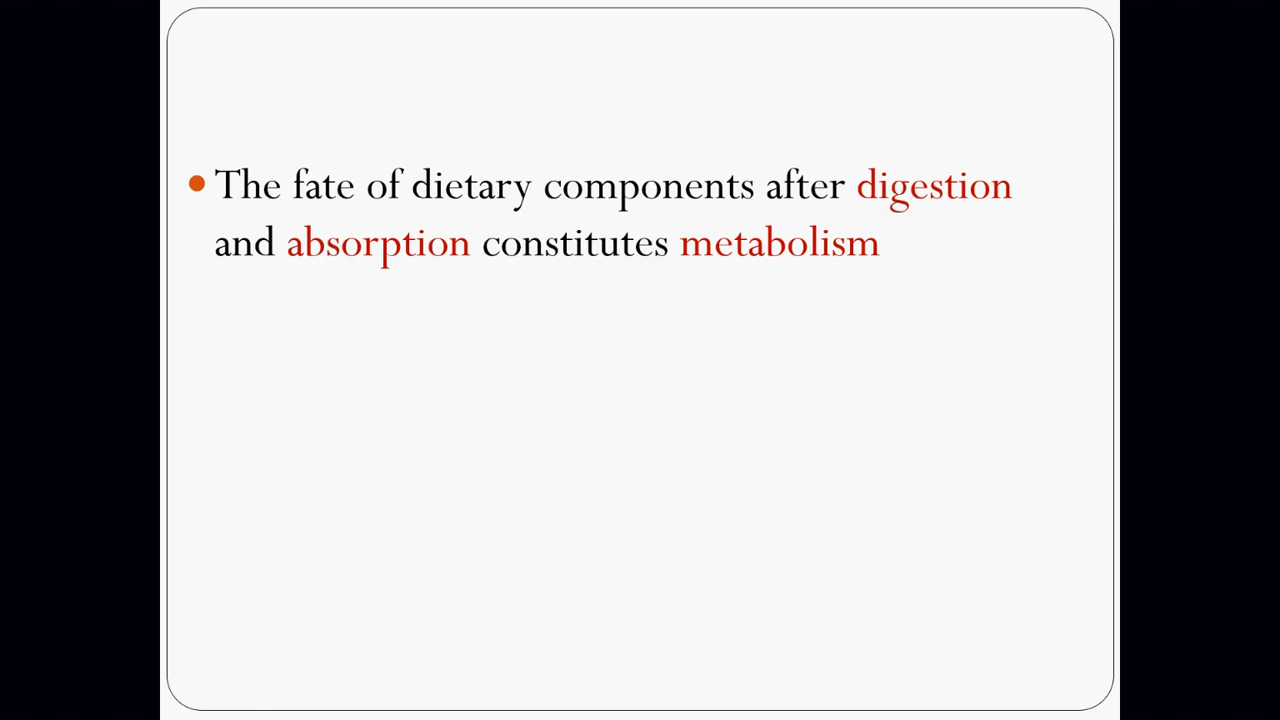 • The fate of dietary components after digestion
and absorption constitutes metabolism